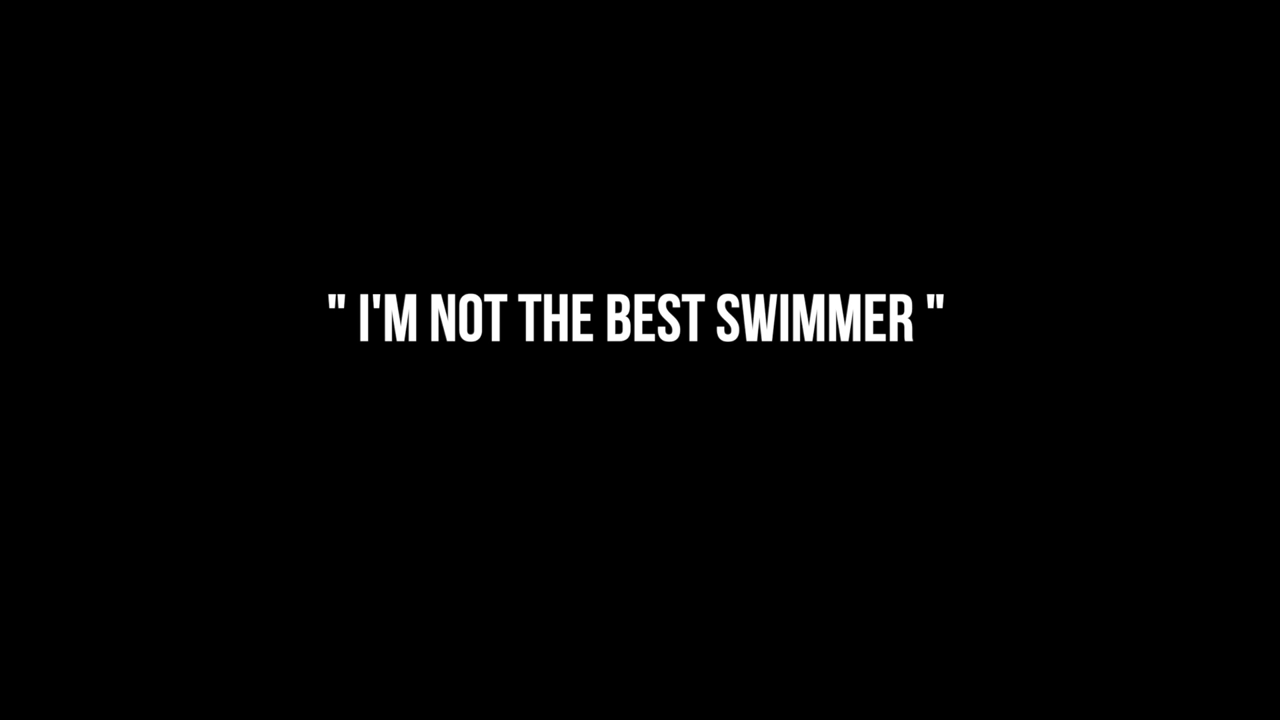 " I'M NOT THE BEST SWIMMER "